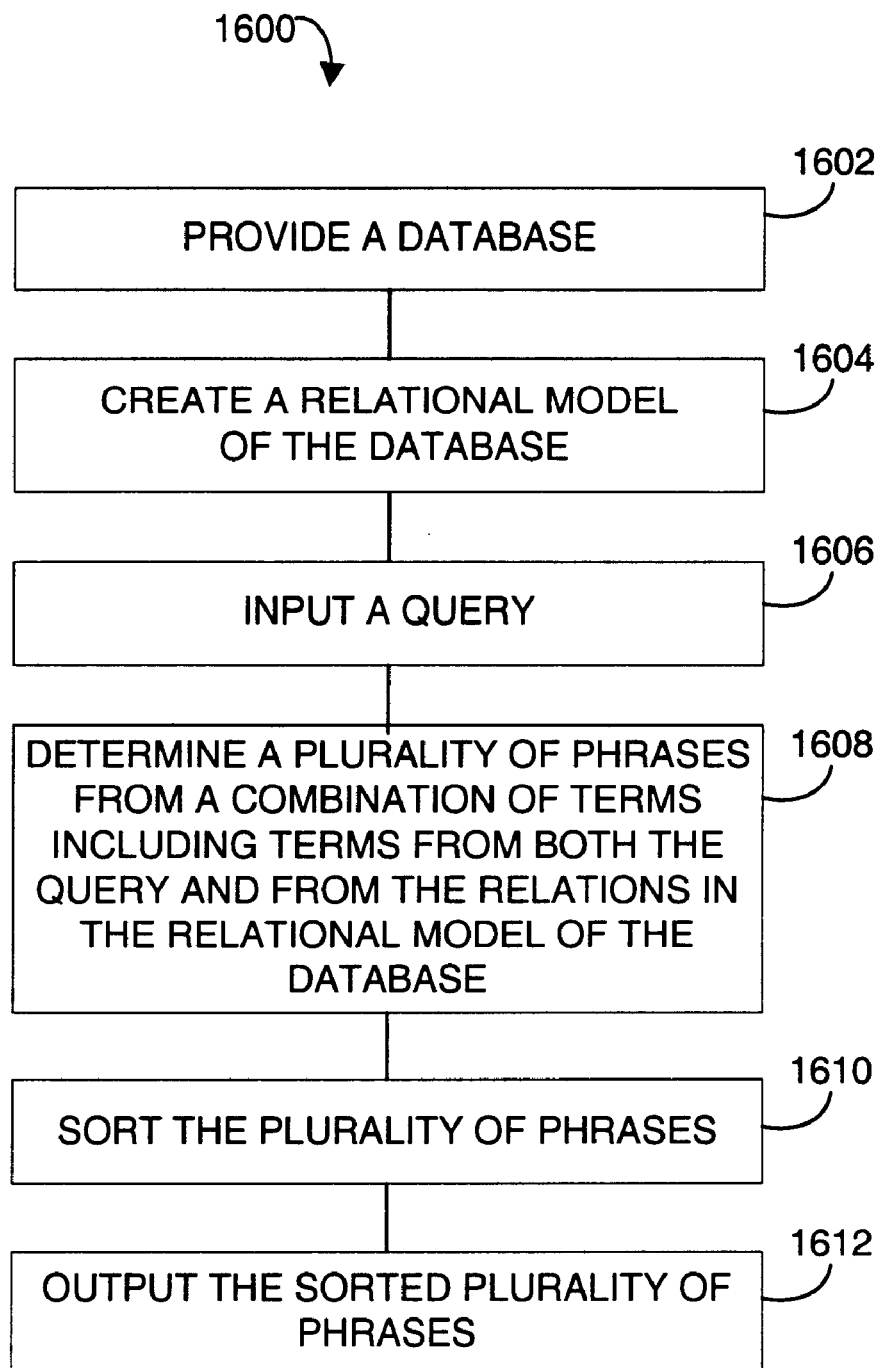 1600
1602
PROVIDE A DATABASE
1604
CREATE A RELATIONAL MODEL
OF THE DATABASE
1606
INPUT A QUERY
1608
DETERMINE A PLURALITY OF PHRASES
FROM A COMBINATION OF TERMS
INCLUDING TERMS FROM BOTH THE
QUERY AND FROM THE RELATIONS IN
THE RELATIONAL MODEL OF THE
DATABASE
1610
SORT THE PLURALITY OF PHRASES
1612
OUTPUT THE SORTED PLURALITY OF
PHRASES